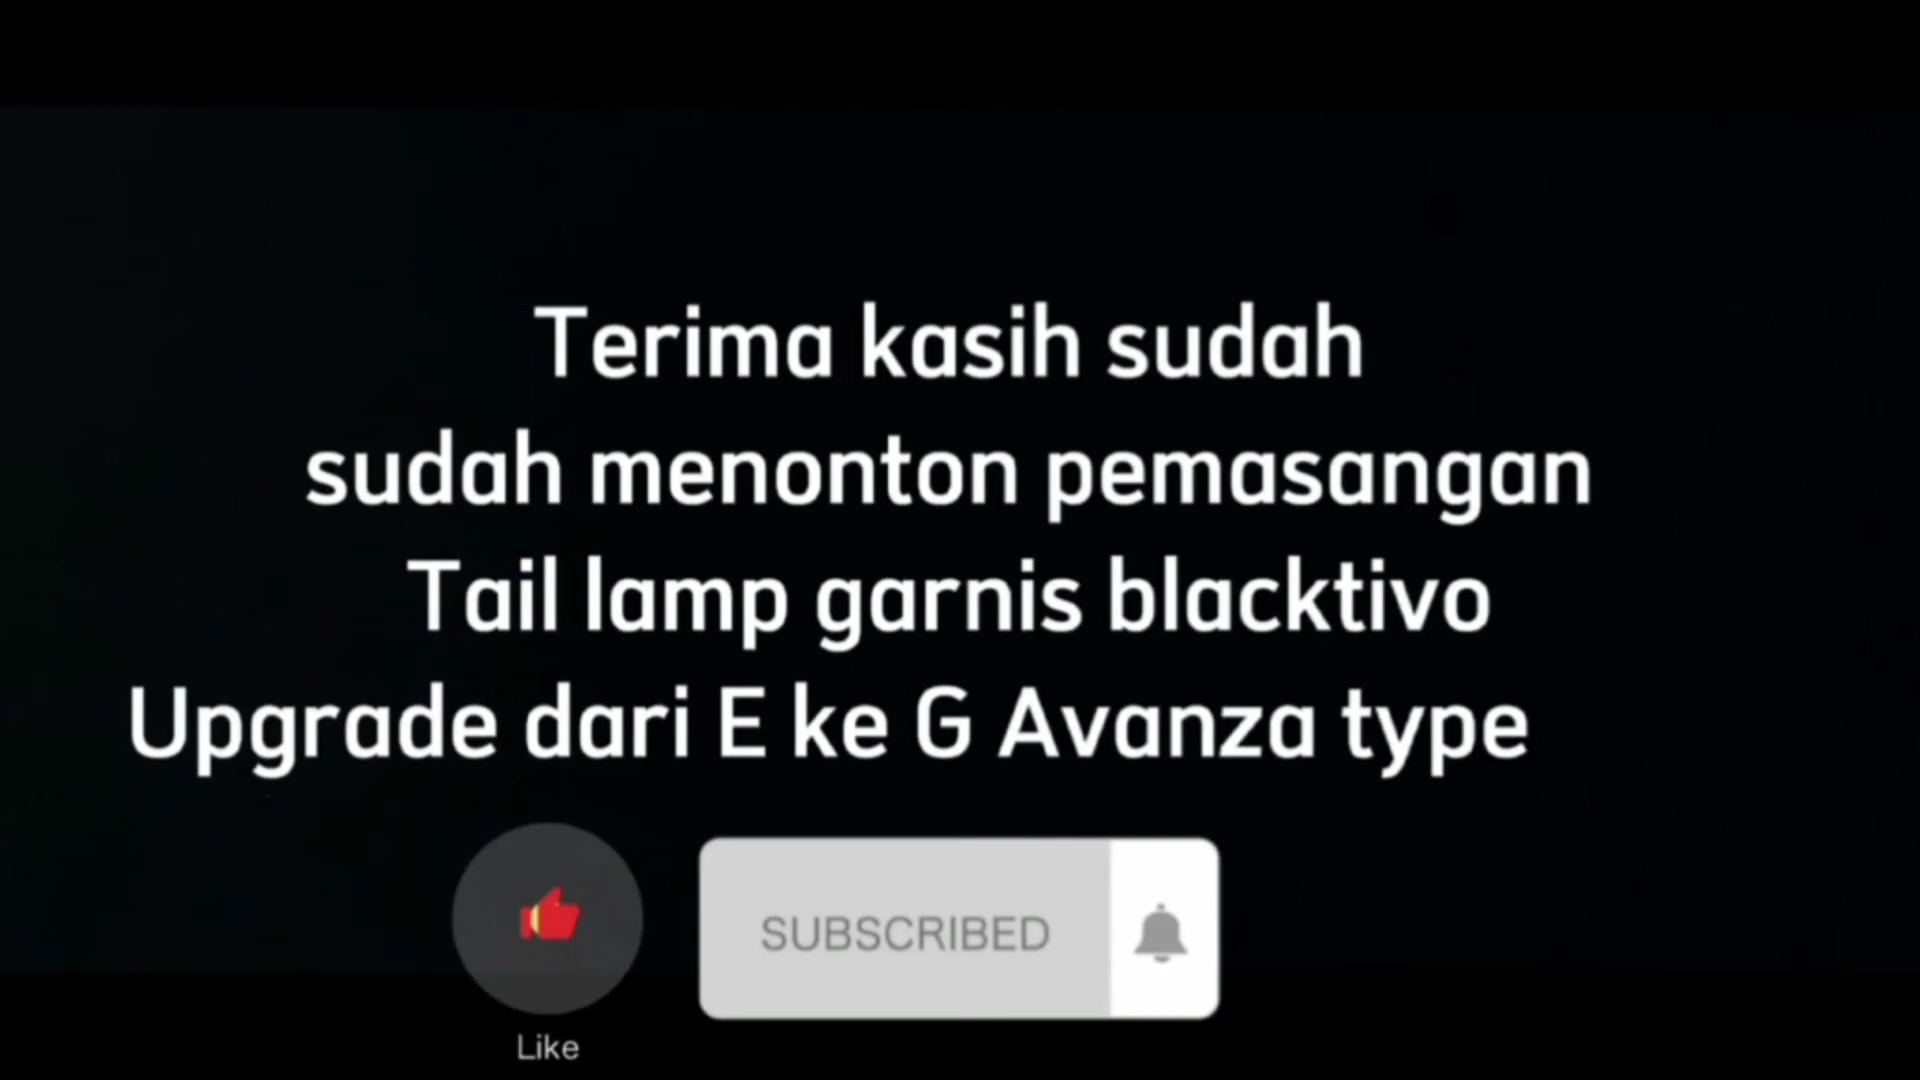 Terima kasih sudah
sudah menonton pemasangan
Tail lamp garnis blacktivo
Upgrade dari E ke G Avanza type
SUBSCRIBED
Like